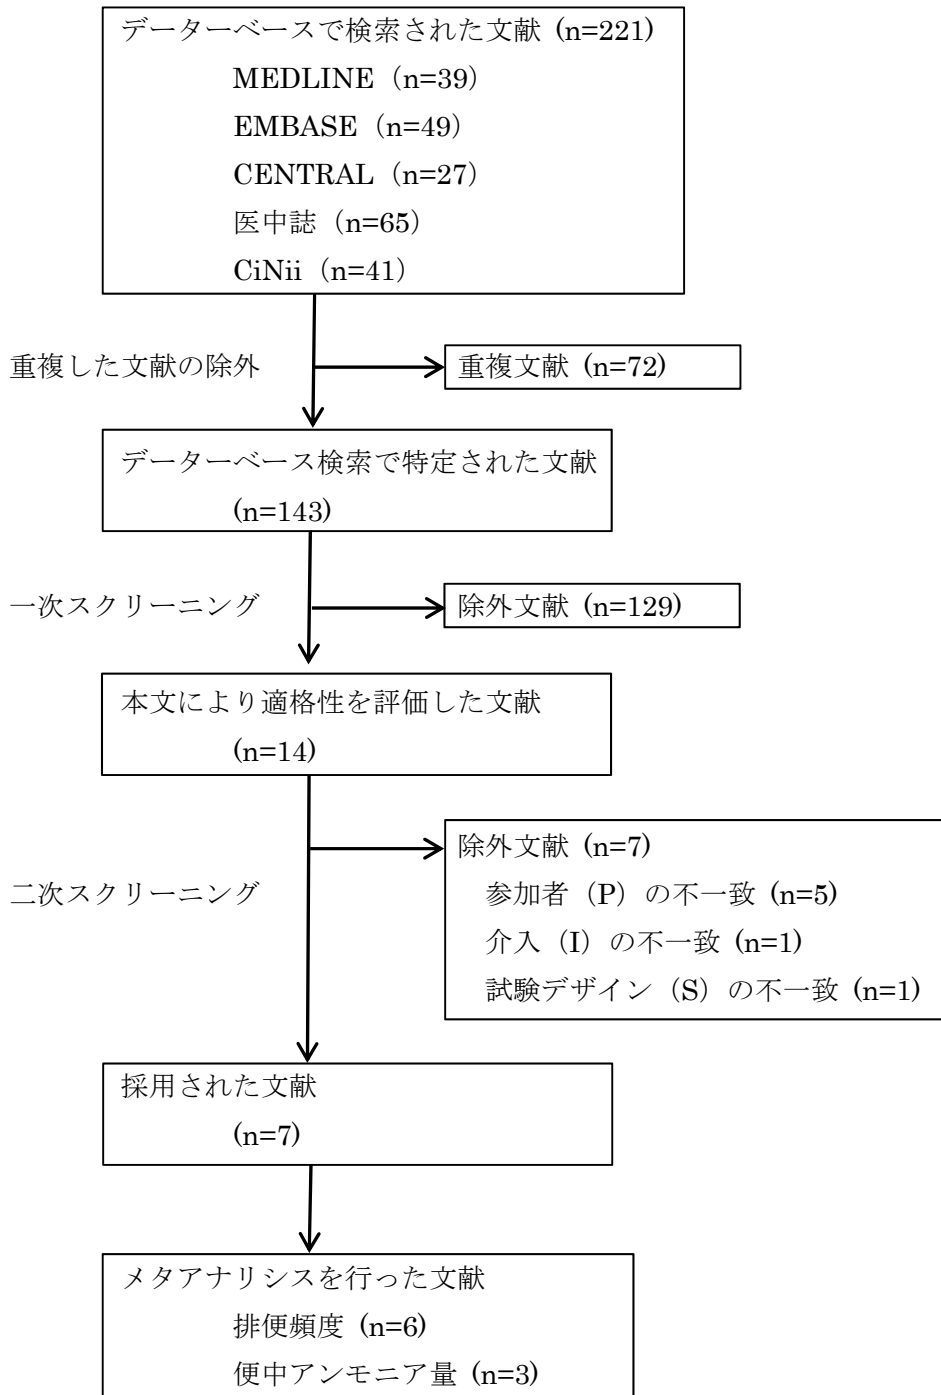 データーベースで検索された文献 (n=221)
MEDLINE（n=39）
EMBASE（n=49）
CENTRAL（n=27）
医中誌（n=65）
CiNii（n=41）
重複した文献の除外
重複文献 (n=72)
データーベース検索で特定された文献
(n=143)
一次スクリーニング
除外文献 (n=129)
本文により適格性を評価した文献
(n=14)
二次スクリーニング
除外文献 (n=7)
参加者（P）の不一致 (n=5)
介入（I）の不一致 (n=1)
試験デザイン（S）の不一致 (n=1)
採用された文献
(n=7)
メタアナリシスを行った文献
排便頻度 (n=6)
便中アンモニア量 (n=3)